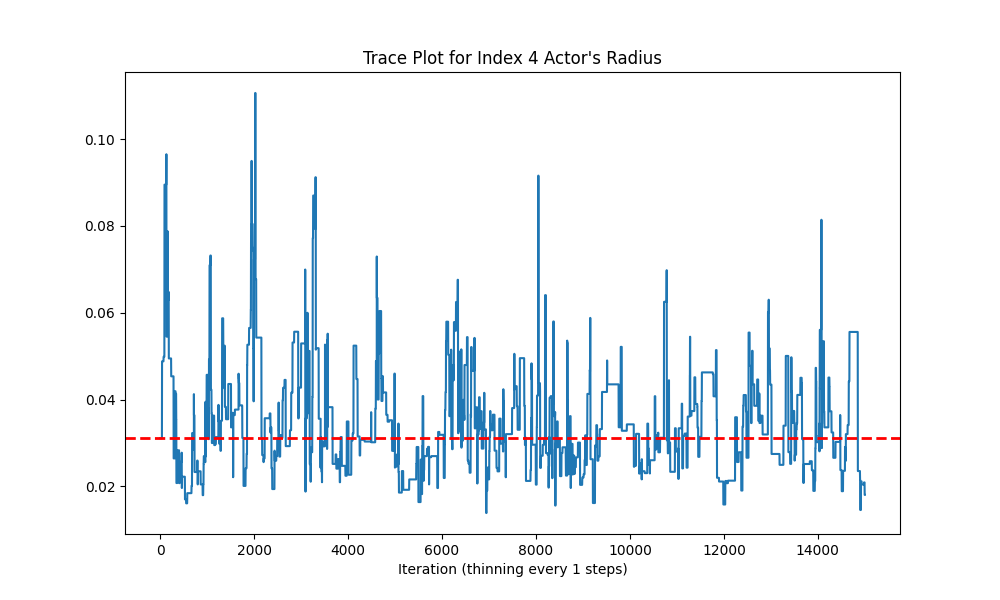 Trace Plot for Index 4 Actor's Radius
0.10
0.08
0.06
0.04
0.02
0 2000 4000 6000 8000 10000 12000 14000
Iteration (thinning every 1 steps)